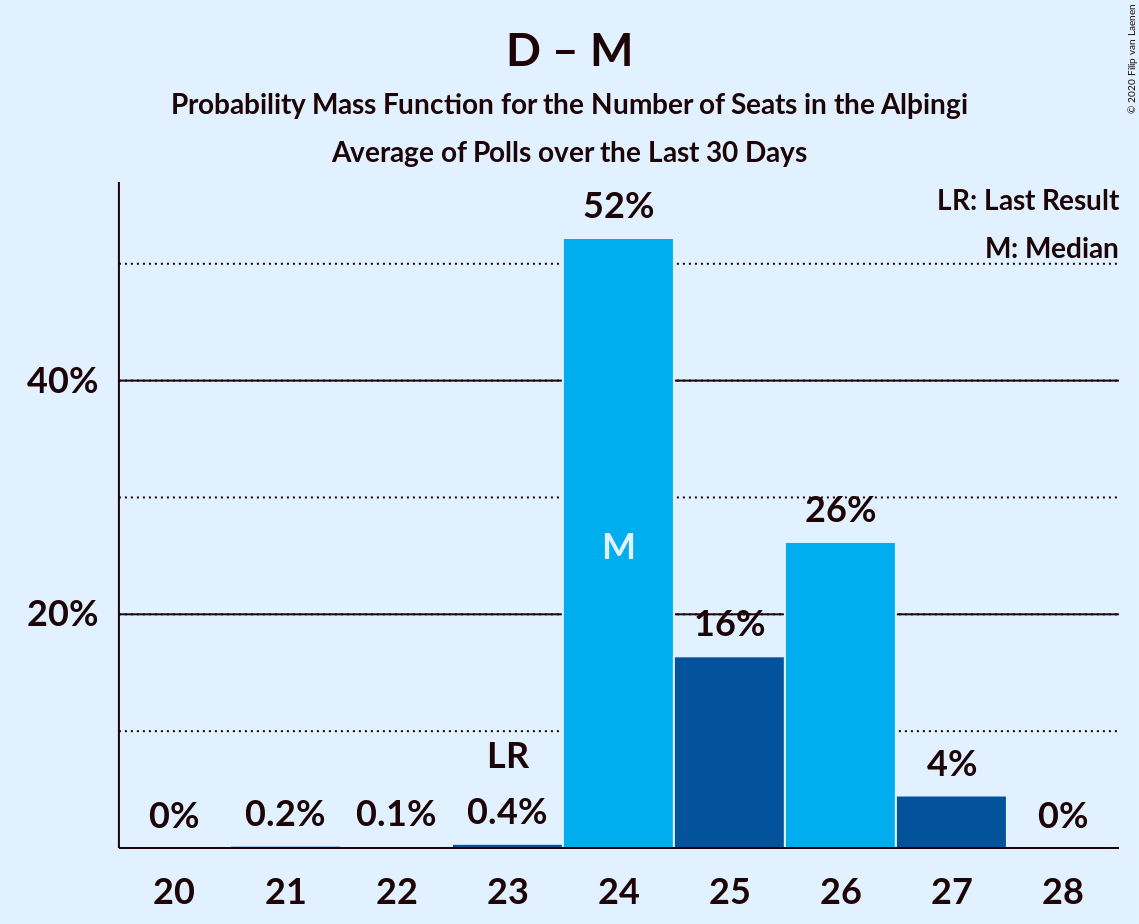 D – M
Probability Mass Function for the Number of Seats in the Alþingi
Average of Polls over the Last 30 Days
© 2020 Filip van Laenen
LR: Last Result
M: Median
52%
40%
26%
M
20%
16%
LR
4%
0%
0.2%
0.1%
0.4%
0%
20 21 22 23 24 25 26 27 28